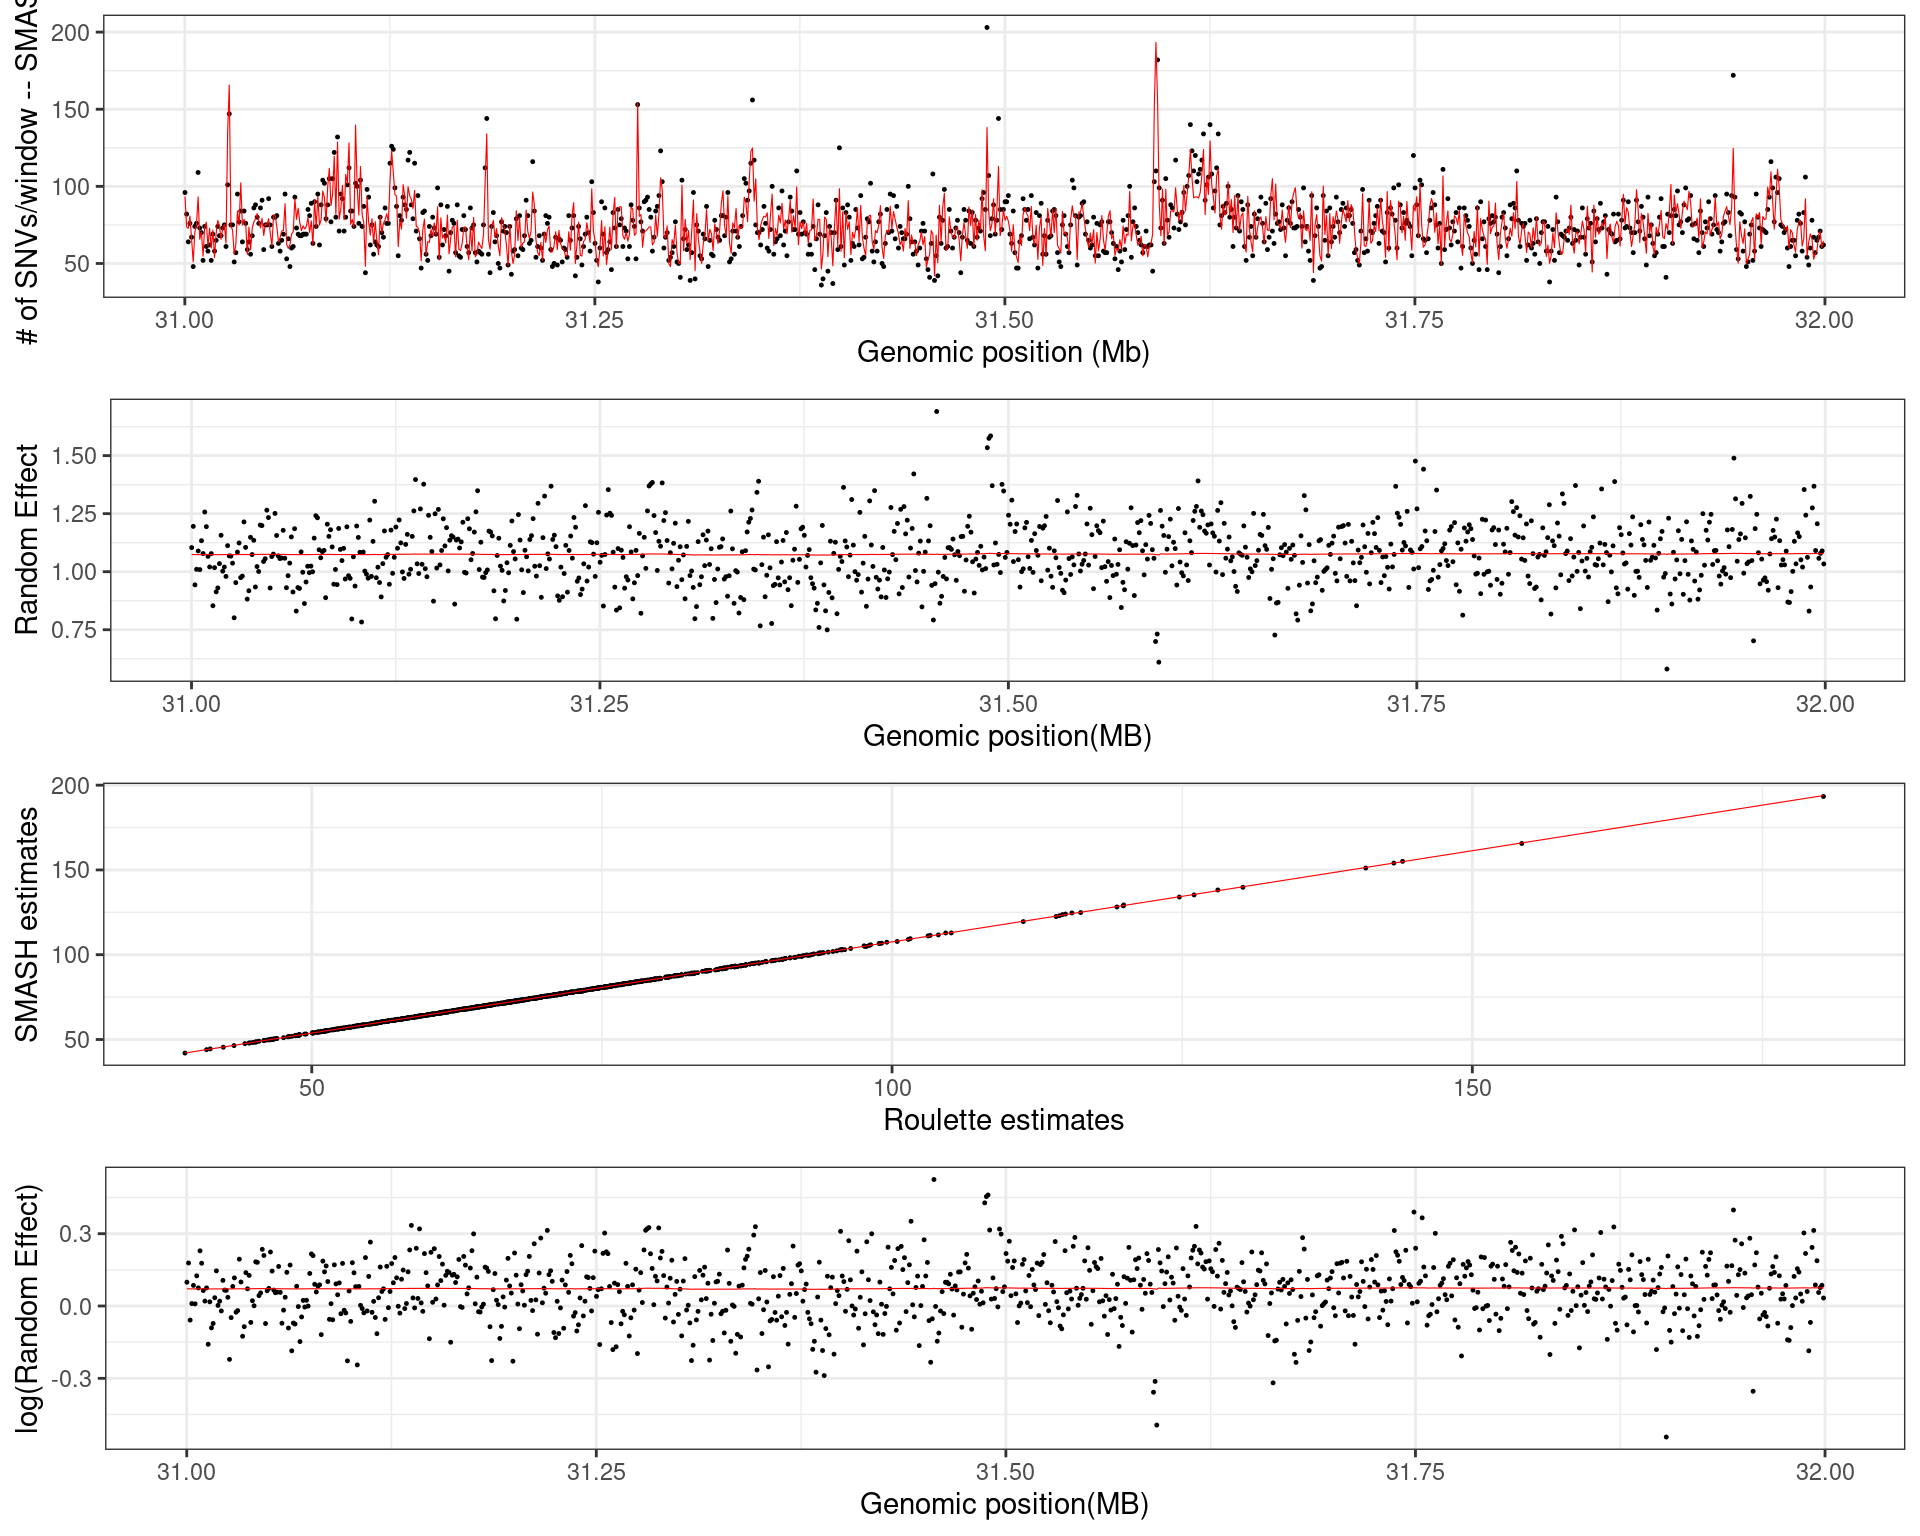 # of SNVs/window -- SMAS
200
150
100
50
31.00 31.25 31.50 31.75 32.00
Genomic position (Mb)
Random Effect
1.50
1.25
1.00
0.75
31.00 31.25 31.50 31.75 32.00
Genomic position(MB)
SMASH estimates
200
150
100
50
50 100 150
Roulette estimates
log(Random Effect)
0.3
0.0
-0.3
31.00 31.25 31.50 31.75 32.00
Genomic position(MB)